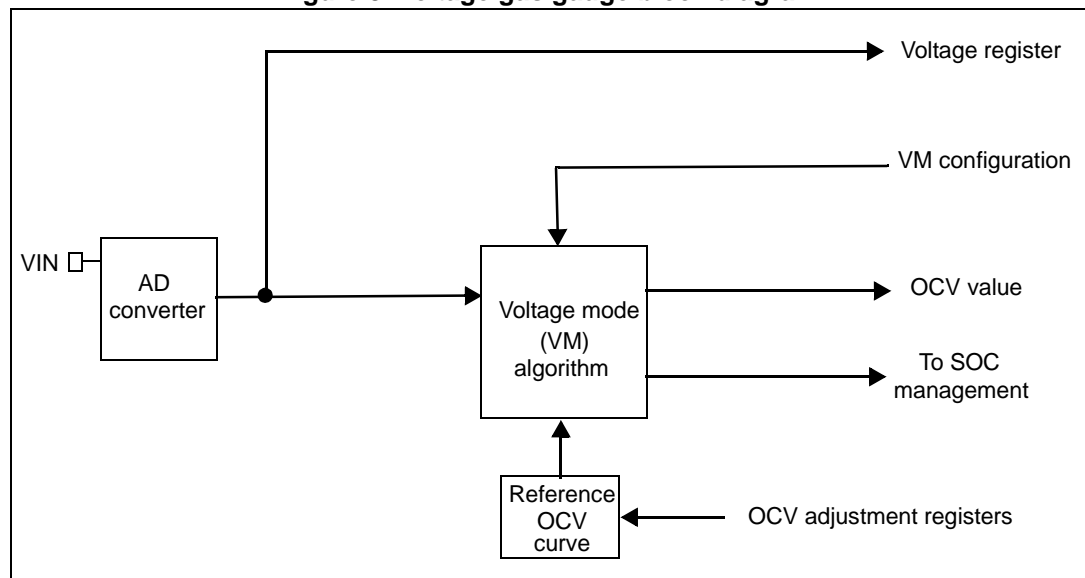 Voltage register
VM configuration
VIN
AD
converter
Voltage mode
(VM)
algorithm
OCV value
To SOC
management
Reference
OCV
curve
OCV adjustment registers